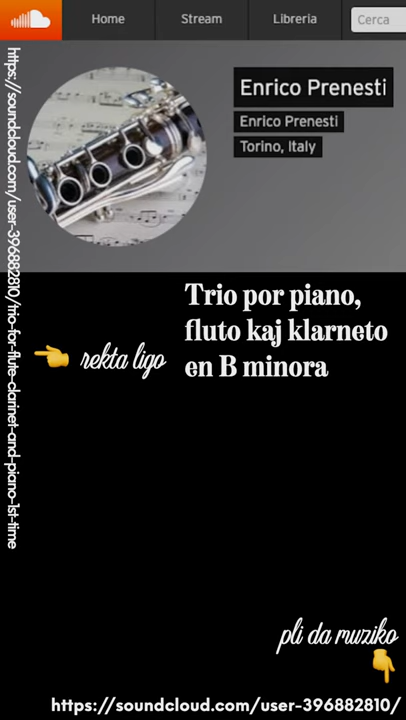 Home Stream Libreria Cerca
Enrico Prenesti
Enrico Prenesti
Torino, Italy
https://soundcloud.com/user-396882810/trio-for-flute-clarinet-and-piano-1st-time
Trio por piano,
fluto kaj klarneto
en B minora
👈 rekta ligo
pli da muziko
👇
https://soundcloud.com/user-396882810/